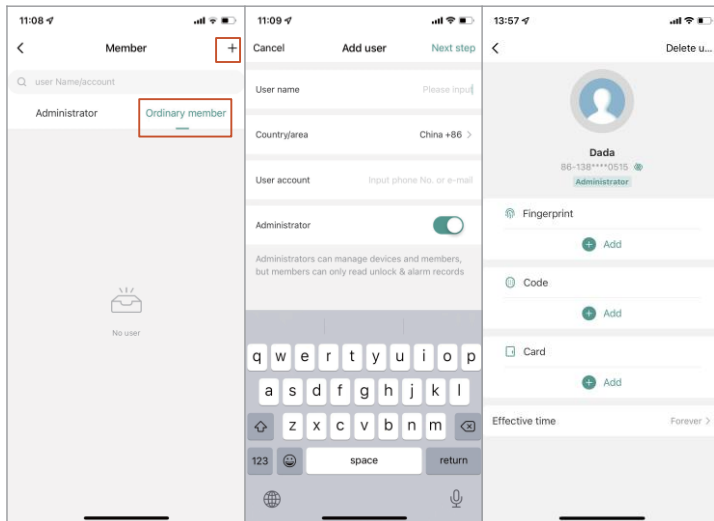 11:08
Member
+
user Name/account
Administrator
Ordinary member
No user
11:09
Cancel
Add user
Next step
User name
Please input
Country/area
China +86
User account
Input phone No. or e-mail
Administrator
Administrators can manage devices and members,
but members can only read unlock & alarm records
q w e r t y u i o p
a s d f g h j k l
z x c v b n m
123
space
return
13:57
Delete u...
Dada
86-138****0515
Administrator
Fingerprint
Add
Code
Add
Card
Add
Effective time
Forever